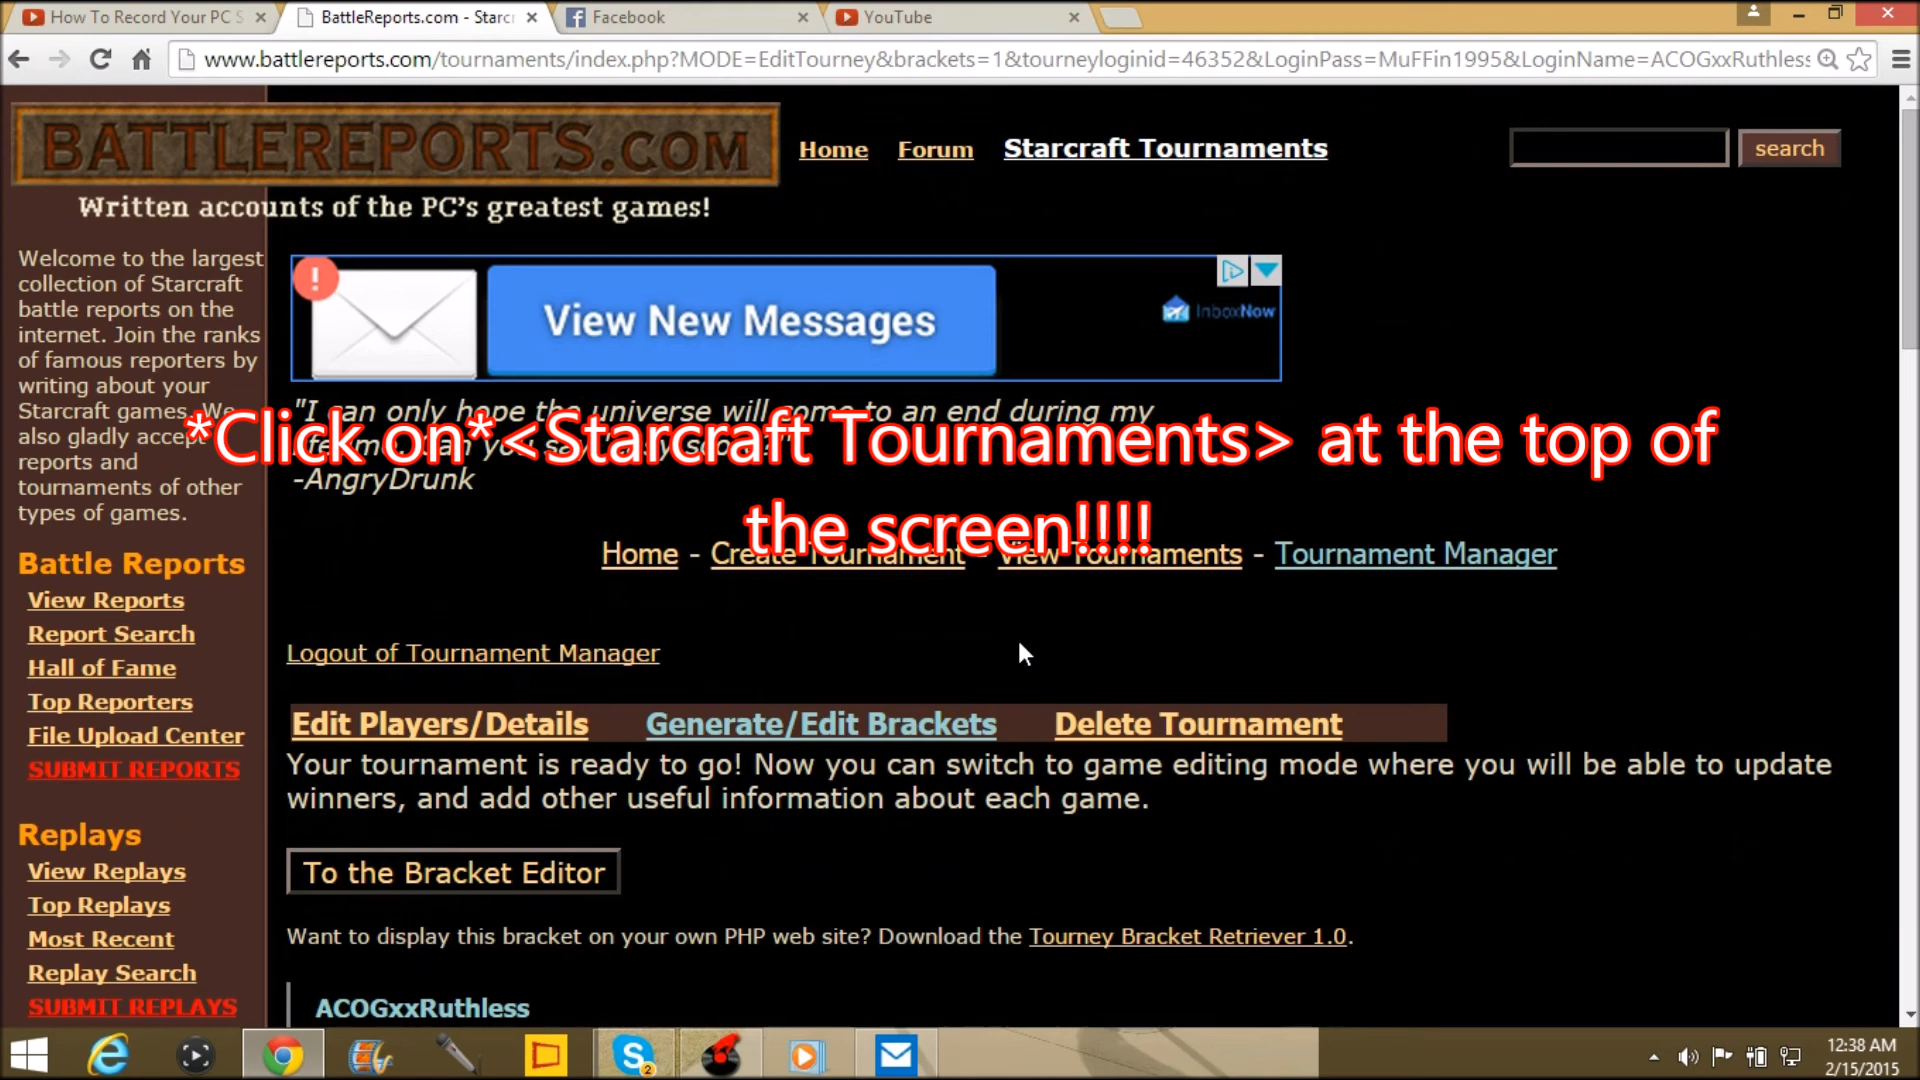 How To Record Your PC S
BattleReports.com - Starc
Facebook
YouTube
www.battlereports.com/tournaments/index.php?MODE=EditTourney&brackets=1&tourneyloginid=46352&LoginPass=MuFFin1995&LoginName=ACOGxxRuthless
BATTLEREPORTS.COM
Home Forum Starcraft Tournaments
search
Written accounts of the PC's greatest games!
Welcome to the largest
collection of Starcraft
battle reports on the
internet. Join the ranks
of famous reporters by
writing about your
Starcraft games. We
also gladly accept
reports and
tournaments of other
types of games.
Battle Reports
View Reports
Report Search
Hall of Fame
Top Reporters
File Upload Center
SUBMIT REPORTS
Replays
View Replays
Top Replays
Most Recent
Replay Search
SUBMIT REPLAYS
!
View New Messages
InboxNow
"I can only hope the universe will come to an end during my
-AngryDrunk
*Click on*<Starcraft Tournaments> at the top of
the screen!!!!
Home - Create Tournament - View Tournaments - Tournament Manager
Logout of Tournament Manager
Edit Players/Details Generate/Edit Brackets Delete Tournament
Your tournament is ready to go! Now you can switch to game editing mode where you will be able to update
winners, and add other useful information about each game.
To the Bracket Editor
Want to display this bracket on your own PHP web site? Download the Tourney Bracket Retriever 1.0.
ACOGxxRuthless
2
12:38 AM
2/15/2015